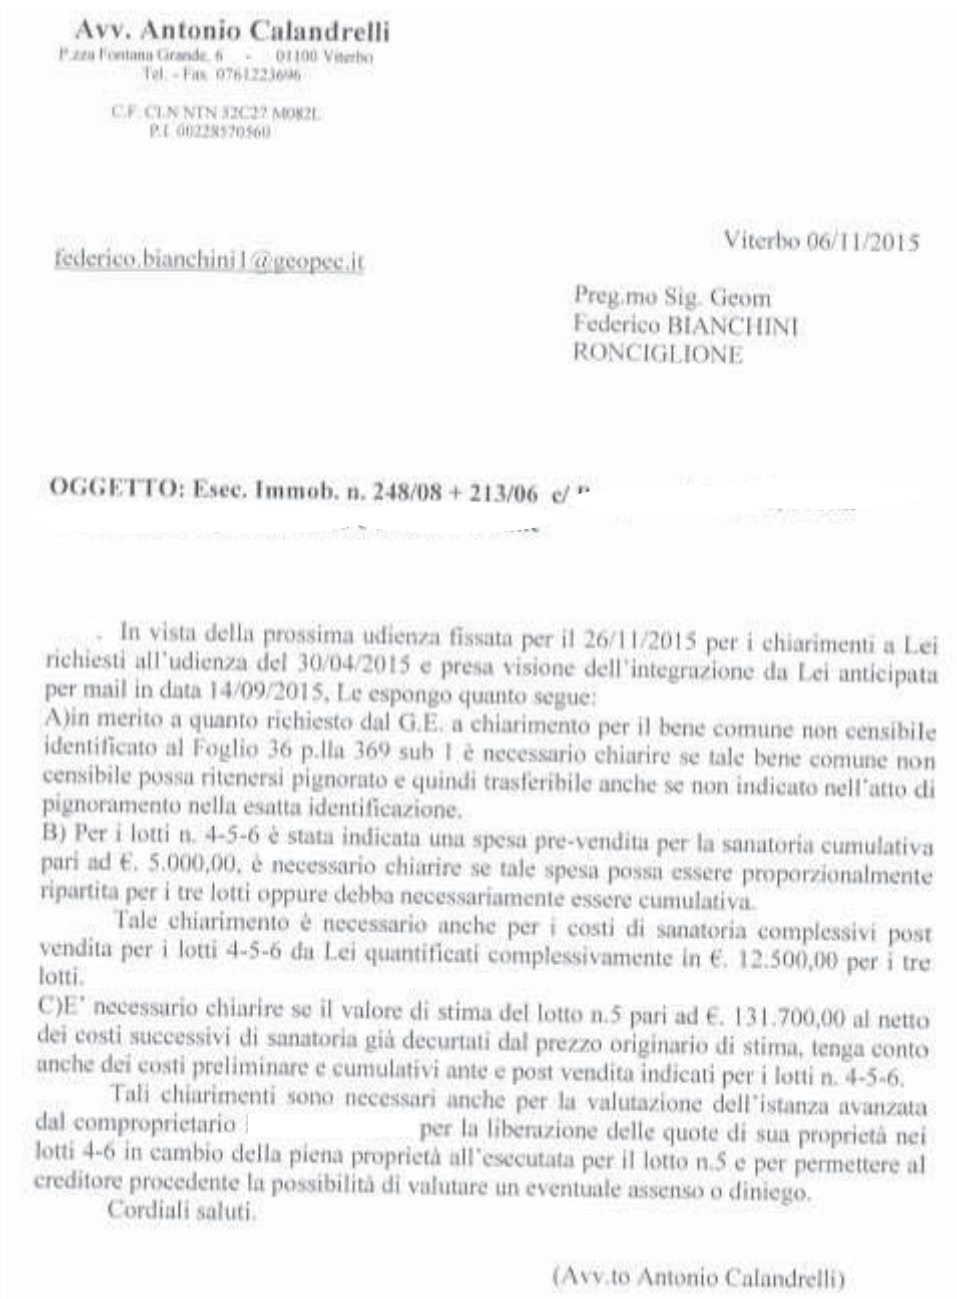 Avv. Antonio Calandrelli
P.zza Fontana Grande, 6 - 01100 Viterbo
Tel. - Fax. 0761223696
C.F. CLN NTN 32C27 M082L
P.I. 00228570560
Viterbo 06/11/2015
federico.bianchini1@geopec.it
Preg.mo Sig. Geom
Federico BIANCHINI
RONCIGLIONE
OGGETTO: Esec. Immob. n. 248/08 + 213/06 c/
In vista della prossima udienza fissata per il 26/11/2015 per i chiarimenti a Lei
richiesti all'udienza del 30/04/2015 e presa visione dell'integrazione da Lei anticipata
per mail in data 14/09/2015, Le espongo quanto segue:
A)in merito a quanto richiesto dal G.E. a chiarimento per il bene comune non censibile
identificato al Foglio 36 p.lla 369 sub 1 è necessario chiarire se tale bene comune non
censibile possa ritenersi pignorato e quindi trasferibile anche se non indicato nell'atto di
pignoramento nella esatta identificazione.
B) Per i lotti n. 4-5-6 è stata indicata una spesa pre-vendita per la sanatoria cumulativa
pari ad €. 5.000,00, è necessario chiarire se tale spesa possa essere proporzionalmente
ripartita per i tre lotti oppure debba necessariamente essere cumulativa.
Tale chiarimento è necessario anche per i costi di sanatoria complessivi post
vendita per i lotti 4-5-6 da Lei quantificati complessivamente in €. 12.500,00 per i tre
lotti.
C)E' necessario chiarire se il valore di stima del lotto n.5 pari ad €. 131.700,00 al netto
dei costi successivi di sanatoria già decurtati dal prezzo originario di stima, tenga conto
anche dei costi preliminare e cumulativi ante e post vendita indicati per i lotti n. 4-5-6.
Tali chiarimenti sono necessari anche per la valutazione dell'istanza avanzata
dal comproprietario per la liberazione delle quote di sua proprietà nei
lotti 4-6 in cambio della piena proprietà all'esecutata per il lotto n.5 e per permettere al
creditore procedente la possibilità di valutare un eventuale assenso o diniego.
Cordiali saluti.
(Avv.to Antonio Calandrelli)